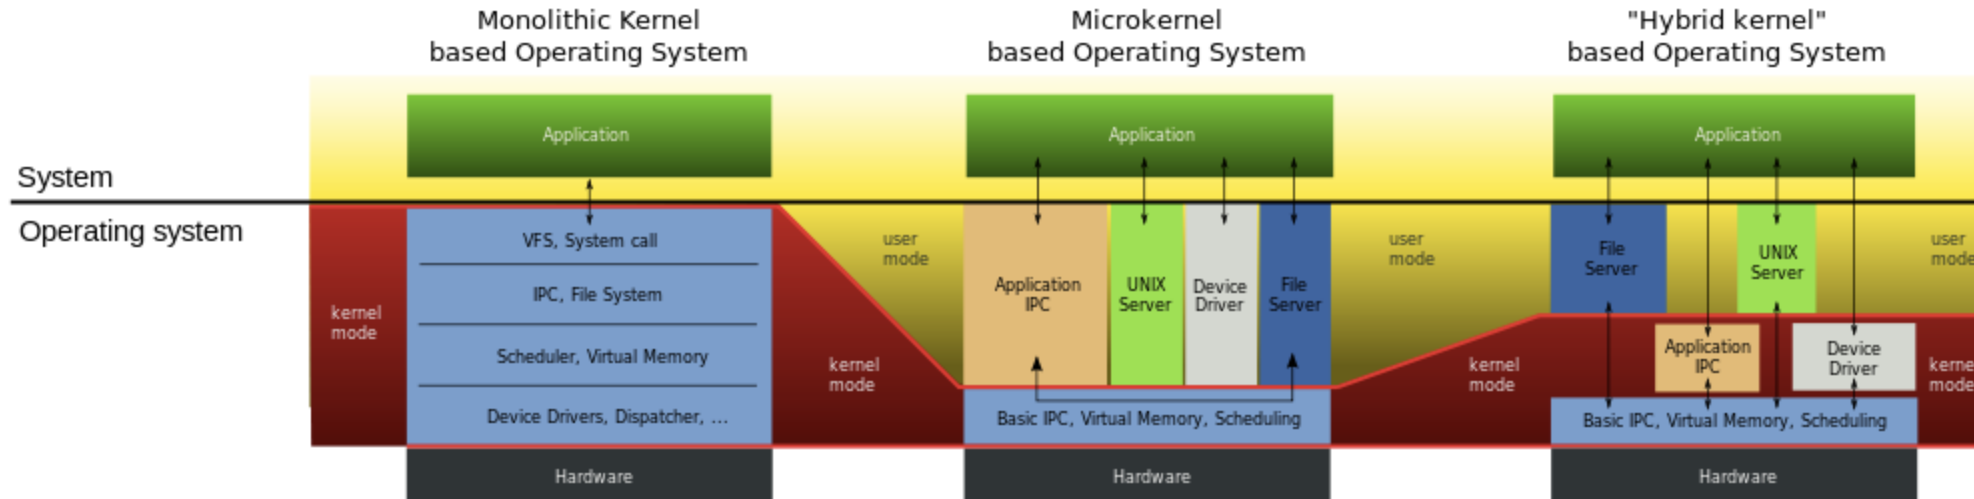 Monolithic Kernel
based Operating System
Microkernel
based Operating System
"Hybrid kernel"
based Operating System
Application
Application
Application
System
Operating system
kernel
mode
VFS, System call
IPC, File System
Scheduler, Virtual Memory
Device Drivers, Dispatcher, ...
Hardware
user
mode
kernel
mode
Application
IPC
UNIX
Server
Device
Driver
File
Server
Basic IPC, Virtual Memory, Scheduling
Hardware
user
mode
kernel
mode
File
Server
UNIX
Server
Application
IPC
Device
Driver
Basic IPC, Virtual Memory, Scheduling
Hardware
user
mode
kerne
mode